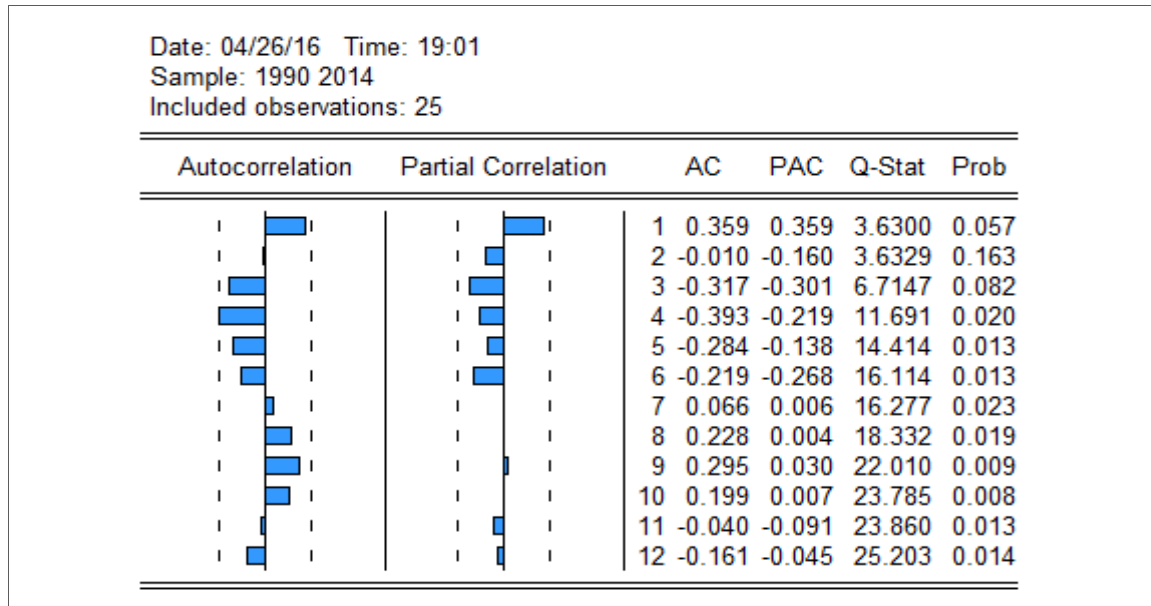 Date: 04/26/16 Time: 19:01
Sample: 1990 2014
Included observations: 25
Autocorrelation Partial Correlation AC PAC Q-Stat Prob
1 0.359 0.359 3.6300 0.057
2 -0.010 -0.160 3.6329 0.163
3 -0.317 -0.301 6.7147 0.082
4 -0.393 -0.219 11.691 0.020
5 -0.284 -0.138 14.414 0.013
6 -0.219 -0.268 16.114 0.013
7 0.066 0.006 16.277 0.023
8 0.228 0.004 18.332 0.019
9 0.295 0.030 22.010 0.009
10 0.199 0.007 23.785 0.008
11 -0.040 -0.091 23.860 0.013
12 -0.161 -0.045 25.203 0.014